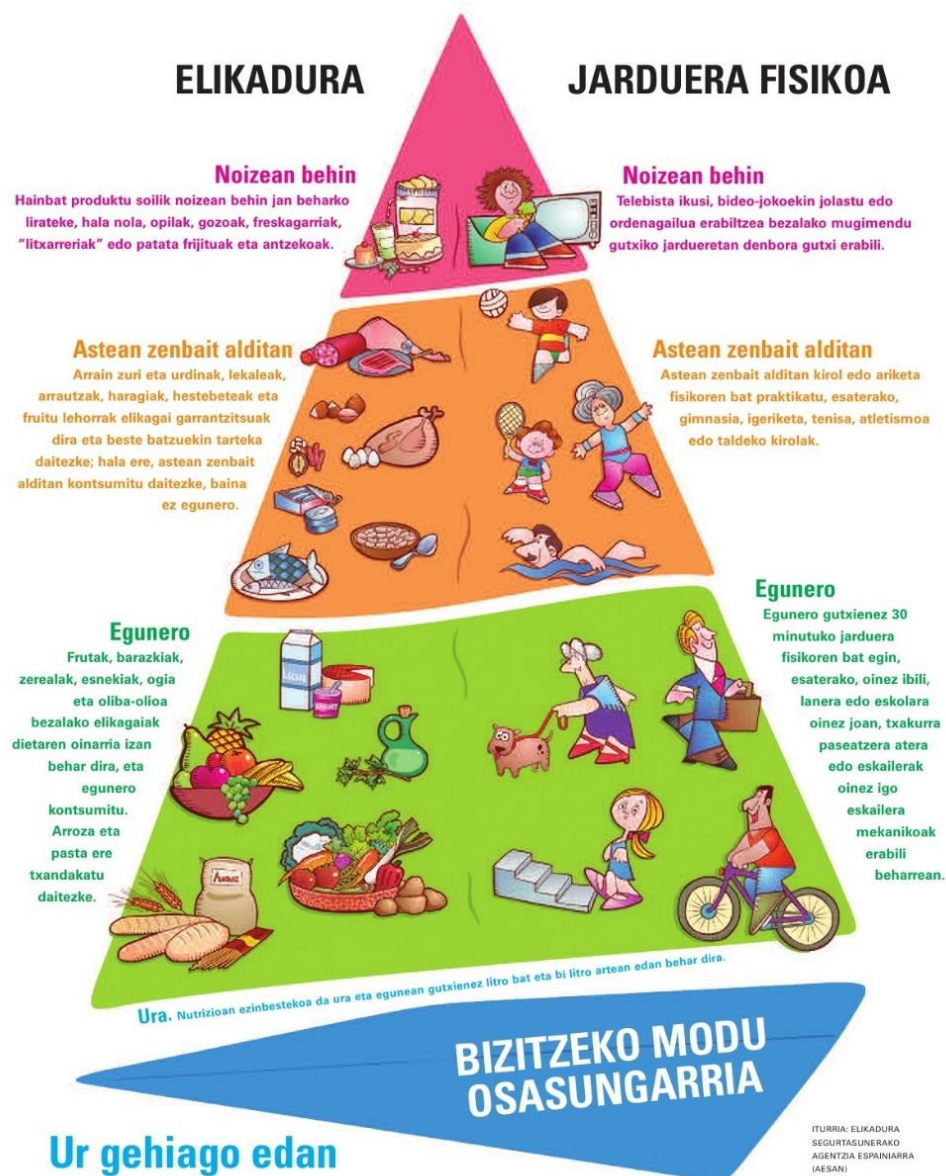 ELIKADURA
JARDUERA FISIKOA
Noizean behin
Hainbat produktu soilik noizean behin jan beharko
lirateke, hala nola, opilak, gozoak, freskagarriak,
"litxarreriak" edo patata frijituak eta antzekoak.
Noizean behin
Telebista ikusi, bideo-jokoekin jolastu edo
ordenagailua erabiltzea bezalako mugimendu
gutxiko jardueretan denbora gutxi erabili.
Astean zenbait alditan
Arrain zuri eta urdinak, lekaleak,
arrautzak, haragiak, hestebeteak eta
fruitu lehorrak elikagai garrantzitsuak
dira eta beste batzuekin tarteka
daitezke; hala ere, astean zenbait
alditan kontsumitu daitezke, baina
ez egunero.
Astean zenbait alditan
Astean zenbait alditan kirol edo ariketa
fisikoren bat praktikatu, esaterako,
gimnasia, igeriketa, tenisa, atletismoa
edo taldeko kirolak.
Egunero
Frutak, barazkiak,
zerealak, esnekiak, ogia
eta oliba-olioa
bezalako elikagaiak
dietaren oinarria izan
behar dira, eta
egunero
kontsumitu.
Arroza eta
pasta ere
txandakatu
daitezke.
LECHE
YOGURT
Arroz
Egunero
Egunero gutxienez 30
minutuko jarduera
fisikoren bat egin,
esaterako, oinez ibili,
lanera edo eskolara
oinez joan, txakurra
paseatzera atera
edo eskailerak
oinez igo
eskailera
mekanikoak
erabili
beharrean.
Ura. Nutrizioan ezinbestekoa da ura eta egunean gutxienez litro bat eta bi litro artean edan behar dira.
BIZITZEKO MODU
OSASUNGARRIA
Ur gehiago edan
ITURRIA: ELIKADURA
SEGURTASUNERAKO
AGENTZIA ESPAINIARRA
(AESAN)